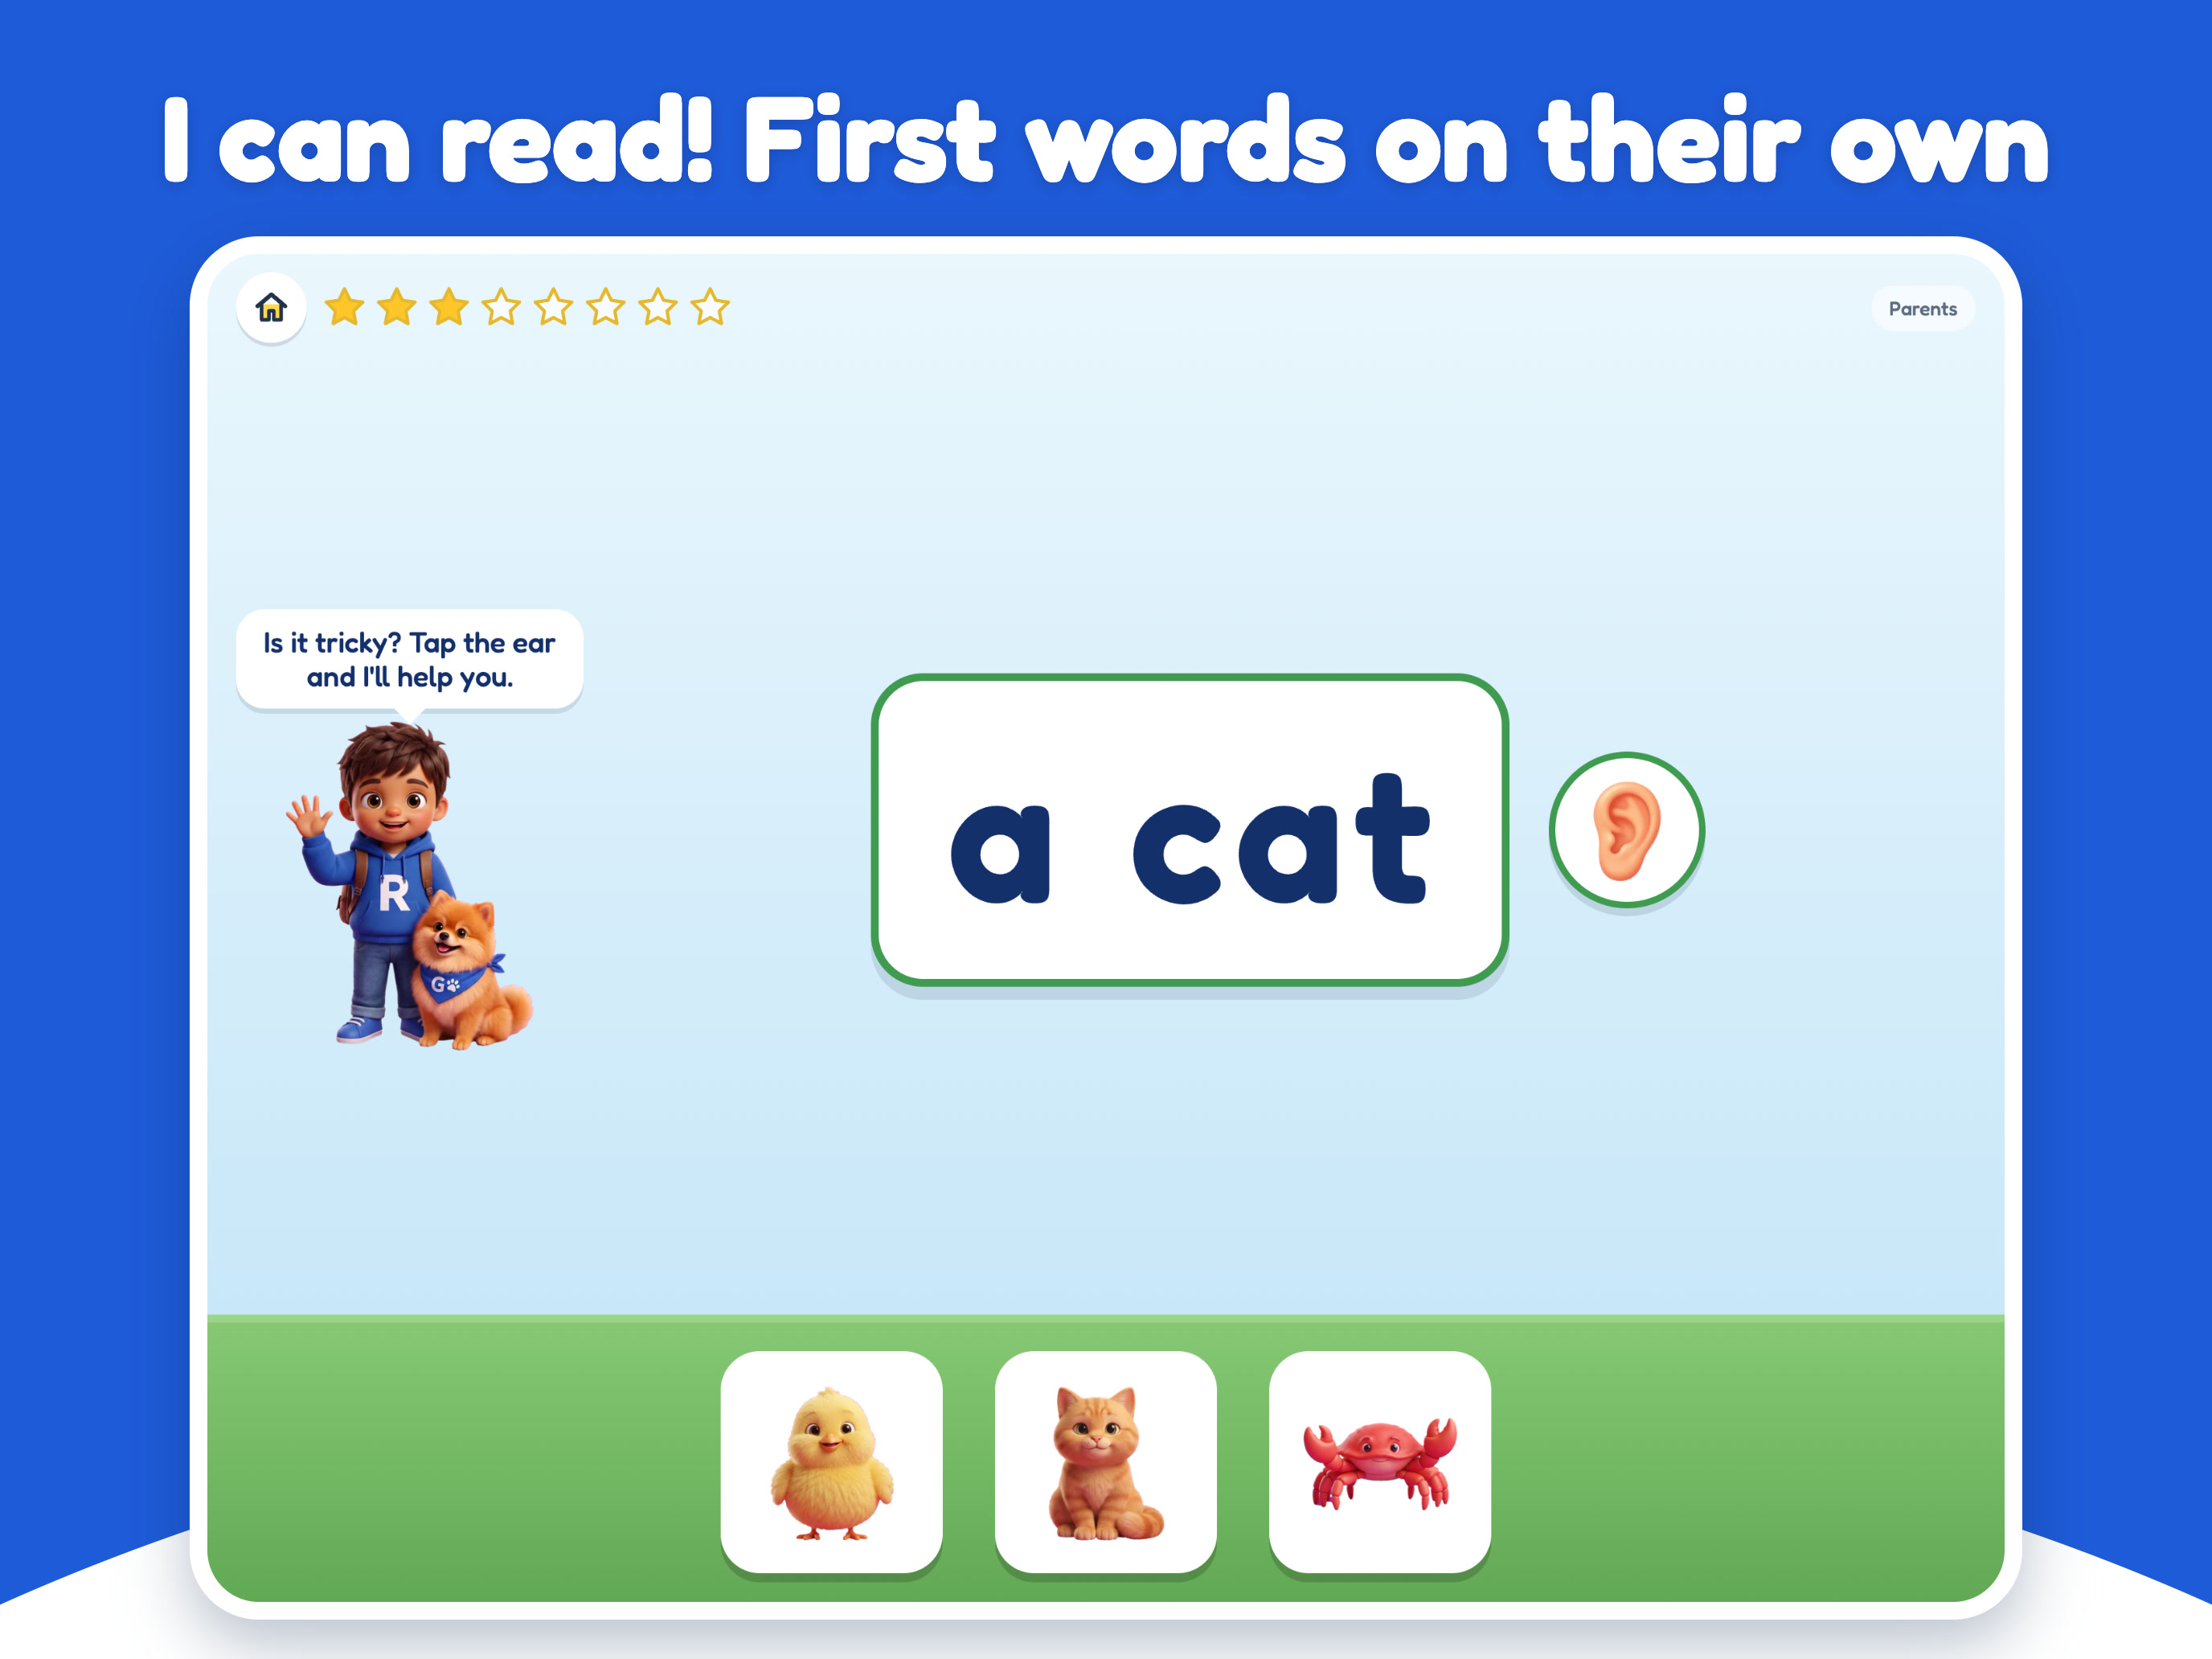 I can read! First words on their own
Parents
Is it tricky? Tap the ear
and I'll help you.
a cat
R
G